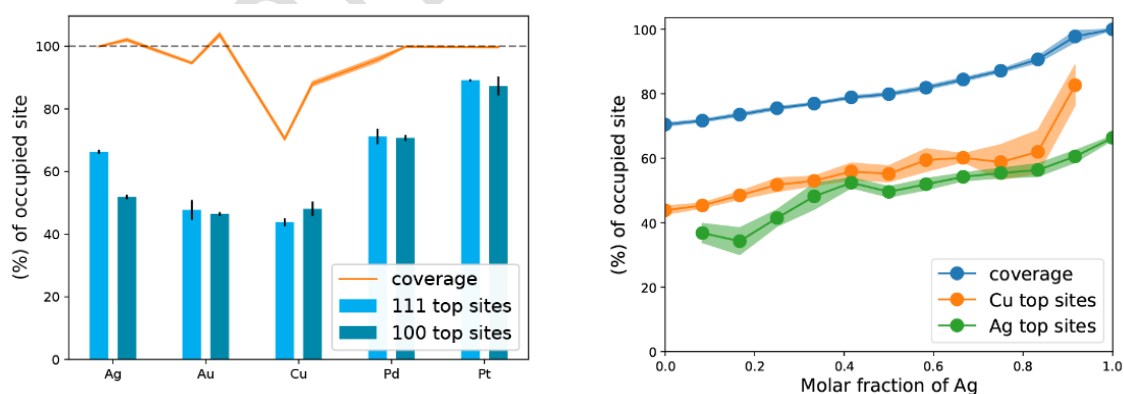 (%) of occupied site
100
80
60
40
20
0
Ag Au Cu Pd Pt
coverage
111 top sites
100 top sites
(%) of occupied site
100
80
60
40
20
0
0.0 0.2 0.4 0.6 0.8 1.0
Molar fraction of Ag
coverage
Cu top sites
Ag top sites